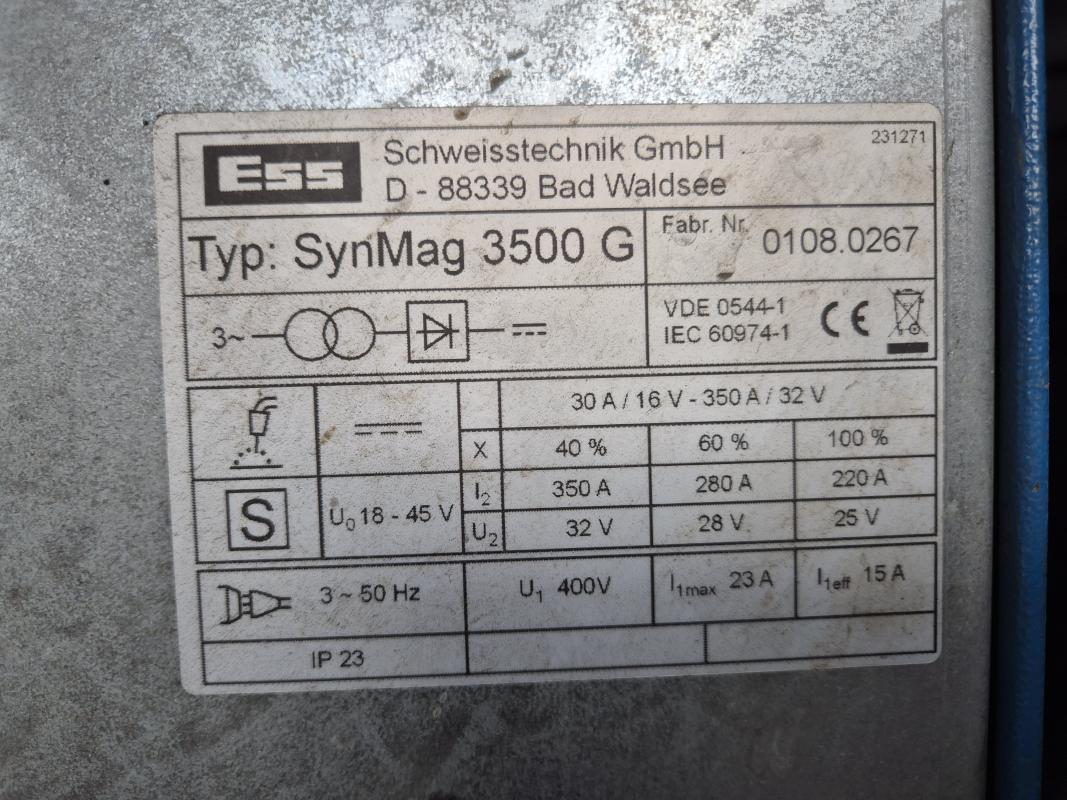 Ess
Schweisstechnik GmbH
D - 88339 Bad Waldsee
231271
Typ: SynMag 3500 G
Fabr. Nr. 0108.0267
3~
VDE 0544-1
IEC 60974-1
CE
30 A / 16 V - 350 A / 32 V
X 40 % 60 % 100 %
S
U₀ 18 - 45 V
I₂ 350 A 280 A 220 A
U₂ 32 V 28 V 25 V
3 ~ 50 Hz U₁ 400V I₁max 23 A I₁eff 15 A
IP 23